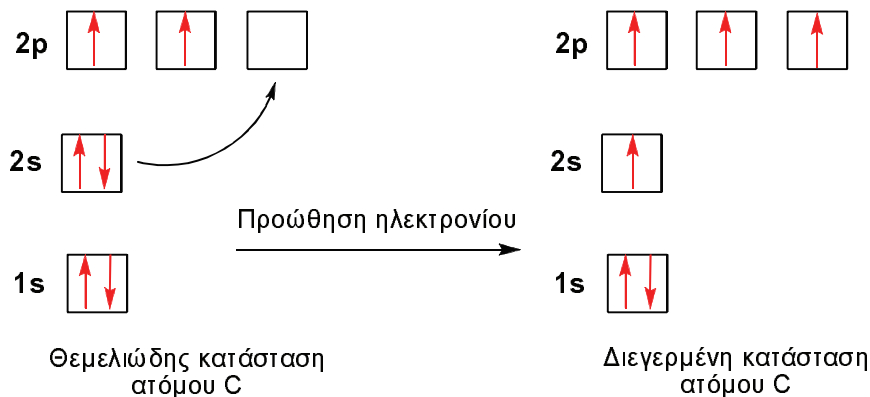 2p
2p
2s
2s
Προώθηση ηλεκτρονίου
1s
1s
Θεμελιώδης κατάσταση
ατόμου C
Διεγερμένη κατάσταση
ατόμου C